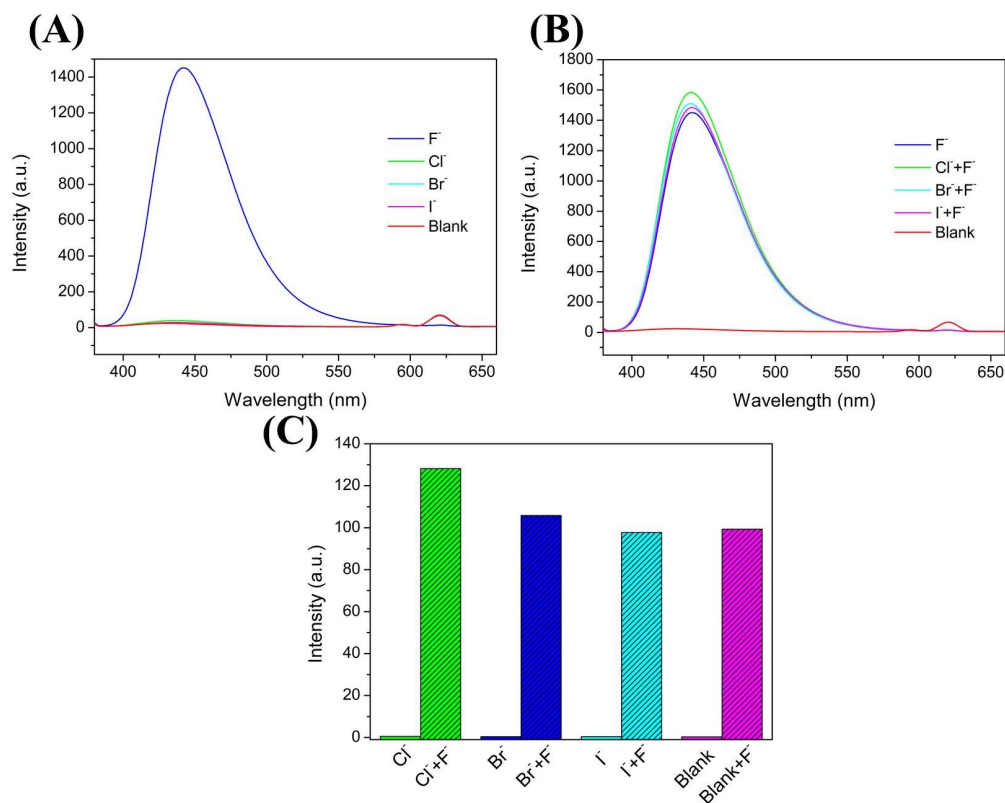 (A)
1400
1200
1000
800
600
400
200
0
Intensity (a.u.)
F⁻
Cl⁻
Br⁻
I⁻
Blank
400 450 500 550 600 650
Wavelength (nm)
(B)
1800
1600
1400
1200
1000
800
600
400
200
0
Intensity (a.u.)
F⁻
Cl⁻+F⁻
Br⁻+F⁻
I⁻+F⁻
Blank
400 450 500 550 600 650
Wavelength (nm)
(C)
140
120
100
80
60
40
20
0
Intensity (a.u.)
Cl⁻
Cl⁻+F⁻
Br⁻
Br⁻+F⁻
I⁻
I⁻+F⁻
Blank
Blank+F⁻